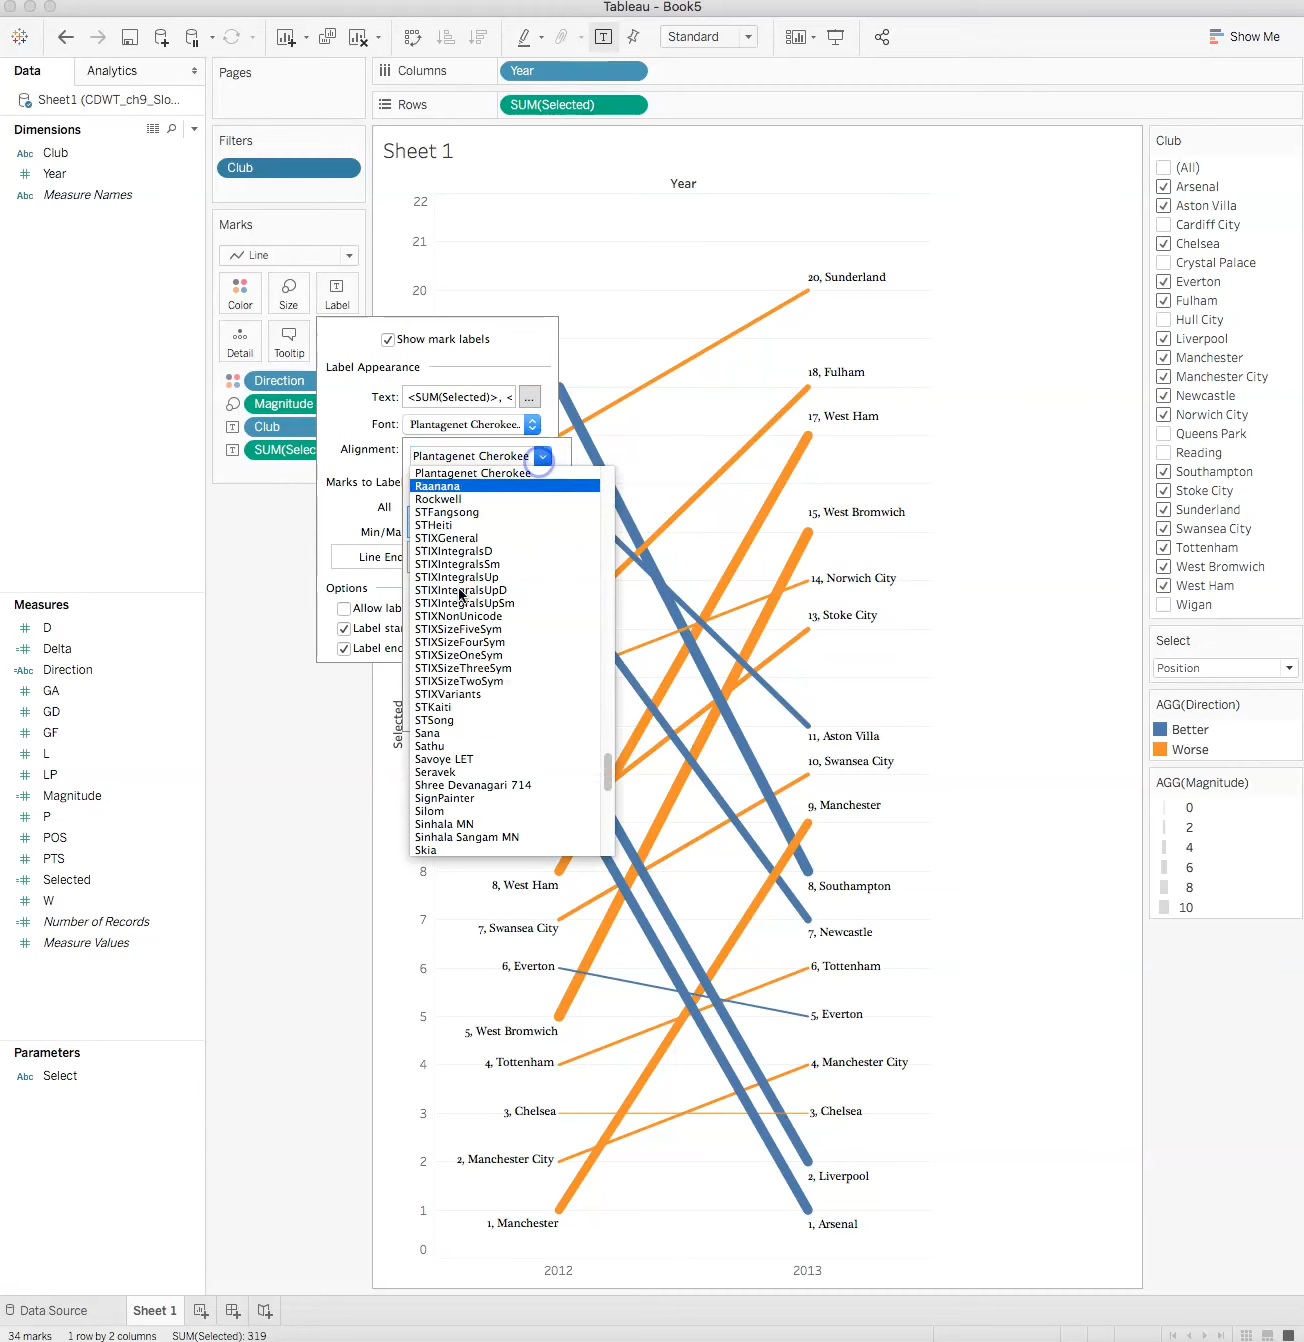 Tableau - Book5
Standard
Show Me
Data
Analytics
Pages
Columns
Year
Sheet1 (CDWT_ch9_Slo...
Rows
SUM(Selected)
Dimensions
Abc Club
Year
Abc Measure Names
Filters
Club
Marks
Line
Color
Size
Label
Detail
Tooltip
Direction
Magnitude
Club
SUM(Selec
Show mark labels
Label Appearance
Text: <SUM(Selected)>, <
...
Font: Plantagenet Cherokee..
Alignment:
Plantagenet Cherokee
Marks to Label
All
Min/Ma
Line End
Options
Allow lab
Label star
Label end
Plantagenet Cherokee
Raanana
Rockwell
STFangsong
STHeiti
STIXGeneral
STIXIntegralsD
STIXIntegralsSm
STIXIntegralsUp
STIXIntegralsUpD
STIXIntegralsUpSm
STIXNonUnicode
STIXSizeFiveSym
STIXSizeFourSym
STIXSizeOneSym
STIXSizeThreeSym
STIXSizeTwoSym
STIXVariants
STKaiti
STSong
Sana
Sathu
Savoye LET
Seravek
Shree Devanagari 714
SignPainter
Silom
Sinhala MN
Sinhala Sangam MN
Skia
Sheet 1
Year
22
21
20
8
7
6
5
4
3
2
1
0
Selected
20, Sunderland
18, Fulham
17, West Ham
15, West Bromwich
14, Norwich City
13, Stoke City
11, Aston Villa
10, Swansea City
9, Manchester
8, Southampton
7, Newcastle
6, Tottenham
5, Everton
4, Manchester City
3, Chelsea
2, Liverpool
1, Arsenal
8, West Ham
7, Swansea City
6, Everton
5, West Bromwich
4, Tottenham
3, Chelsea
2, Manchester City
1, Manchester
2012
2013
Club
(All)
Arsenal
Aston Villa
Cardiff City
Chelsea
Crystal Palace
Everton
Fulham
Hull City
Liverpool
Manchester
Manchester City
Newcastle
Norwich City
Queens Park
Reading
Southampton
Stoke City
Sunderland
Swansea City
Tottenham
West Bromwich
West Ham
Wigan
Select
Position
AGG(Direction)
Better
Worse
AGG(Magnitude)
0
2
4
6
8
10
Measures
D
Delta
Abc Direction
GA
GD
GF
L
LP
Magnitude
P
POS
PTS
Selected
W
Number of Records
Measure Values
Parameters
Abc Select
Data Source
Sheet 1
34 marks
1 row by 2 columns
SUM(Selected): 319